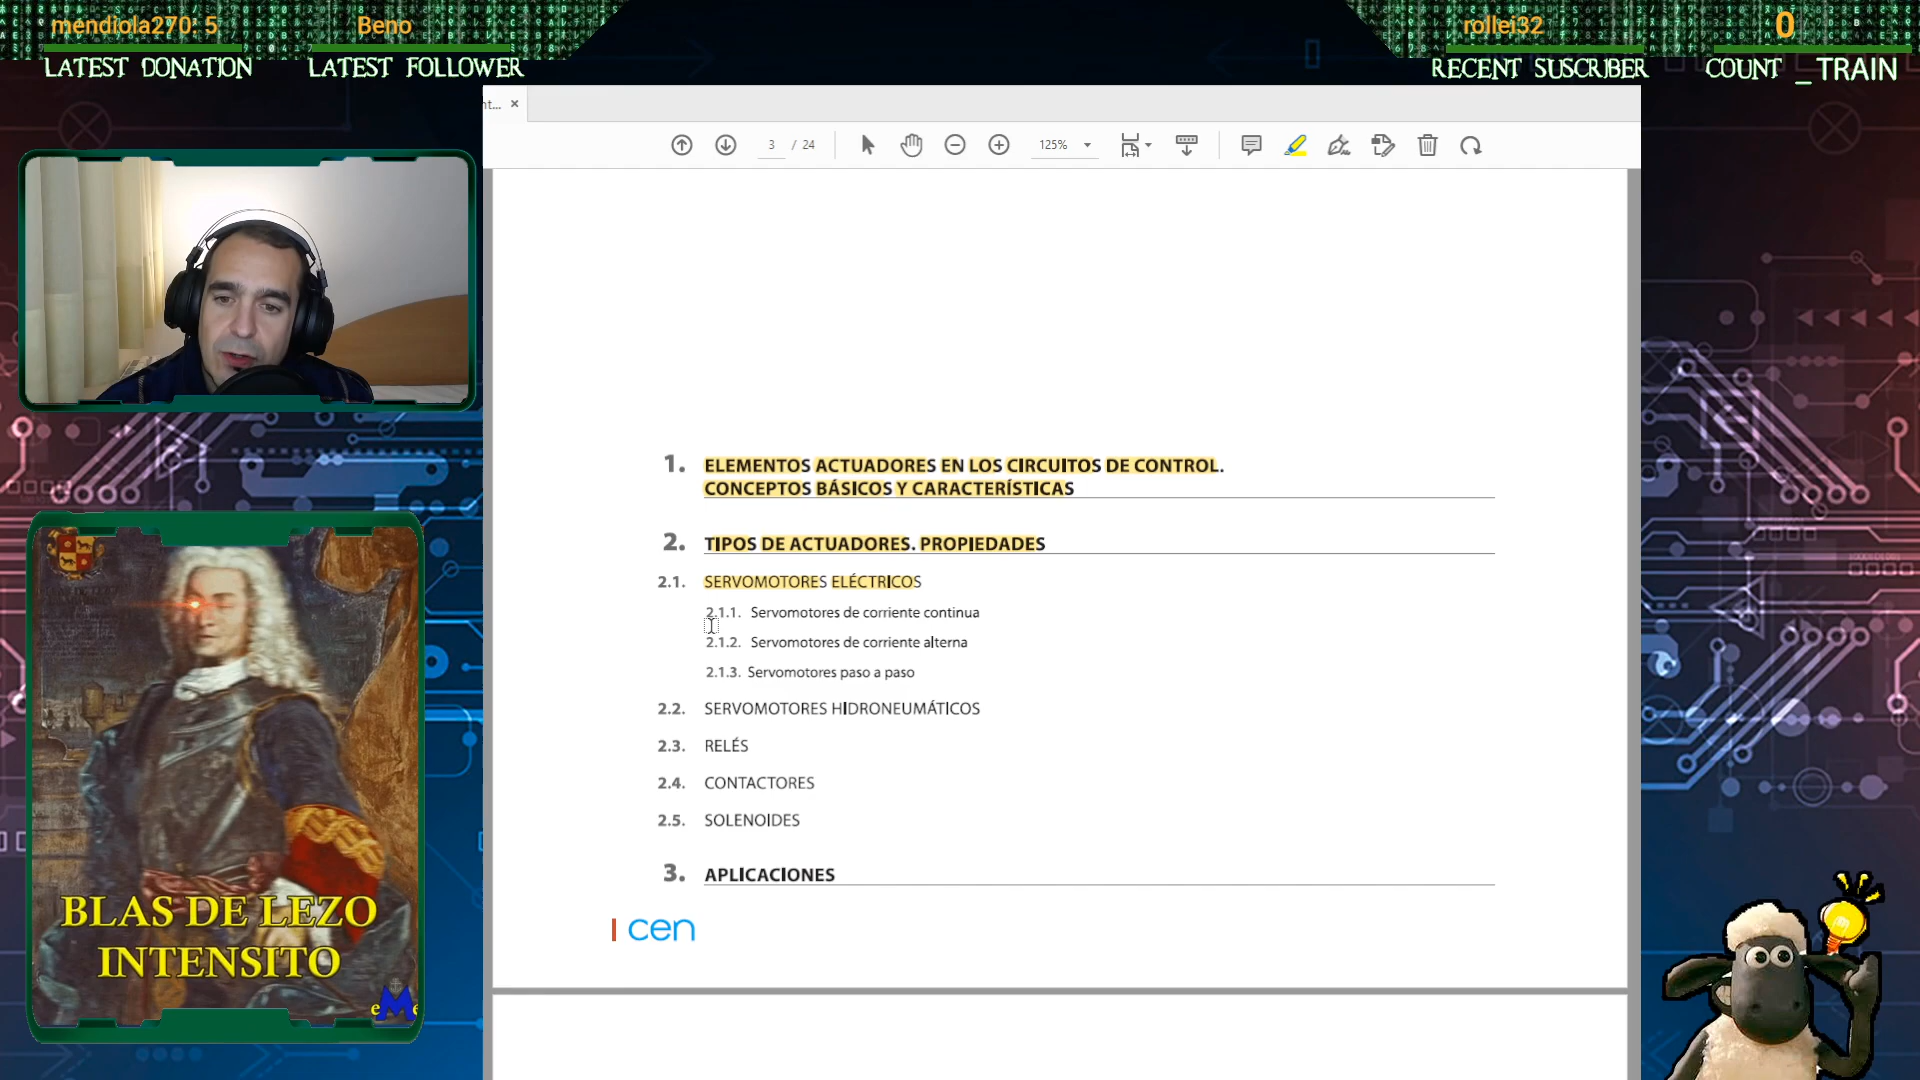 mendiola270: 5
Beno
rollei32
0
LATEST DONATION
LATEST FOLLOWER
RECENT SUSCRIBER
COUNT _TRAIN
nt...
3 / 24
125%
1. ELEMENTOS ACTUADORES EN LOS CIRCUITOS DE CONTROL.
CONCEPTOS BÁSICOS Y CARACTERÍSTICAS
2. TIPOS DE ACTUADORES. PROPIEDADES
2.1. SERVOMOTORES ELÉCTRICOS
2.1.1. Servomotores de corriente continua
2.1.2. Servomotores de corriente alterna
2.1.3. Servomotores paso a paso
2.2. SERVOMOTORES HIDRONEUMÁTICOS
2.3. RELÉS
2.4. CONTACTORES
2.5. SOLENOIDES
3. APLICACIONES
cen
BLAS DE LEZO
INTENSITO